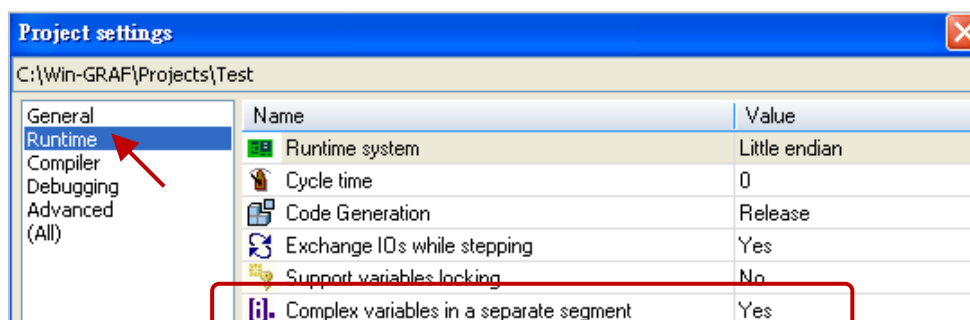 Project settings
C:\Win-GRAF\Projects\Test
General
Runtime
Compiler
Debugging
Advanced
(All)
Name Value
Runtime system Little endian
Cycle time 0
Code Generation Release
Exchange IOs while stepping Yes
Support variables locking No
Complex variables in a separate segment Yes